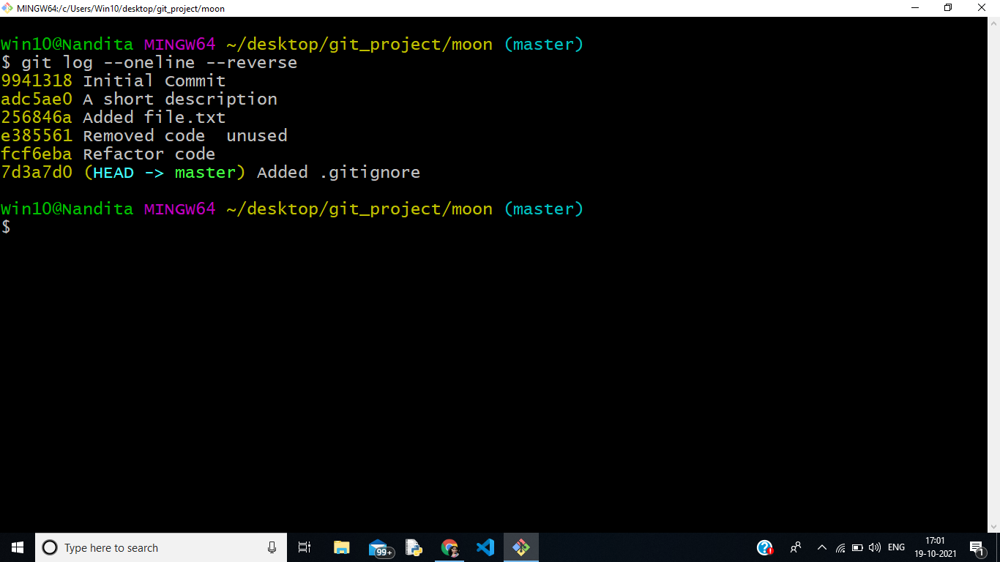 MINGW64:/c/Users/Win10/desktop/git_project/moon
Win10@Nandita MINGW64 ~/desktop/git_project/moon (master)
$ git log --oneline --reverse
9941318 Initial Commit
adc5ae0 A short description
256846a Added file.txt
e385561 Removed code  unused
fcf6eba Refactor code
7d3a7d0 (HEAD -> master) Added .gitignore
Win10@Nandita MINGW64 ~/desktop/git_project/moon (master)
$
Type here to search
99+
ENG
17:01
19-10-2021
1